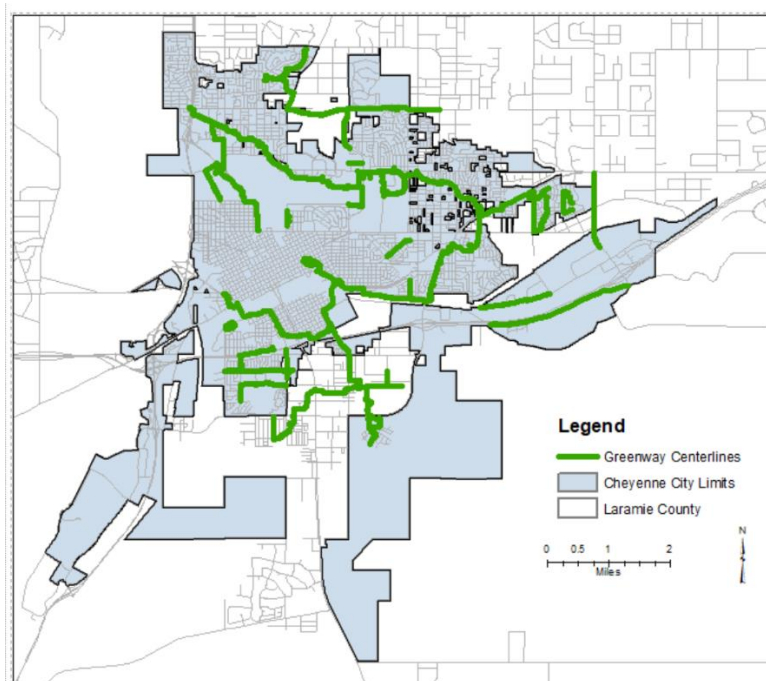 Legend
Greenway Centerlines
Cheyenne City Limits
Laramie County
N
0 0.5 1 2
Miles